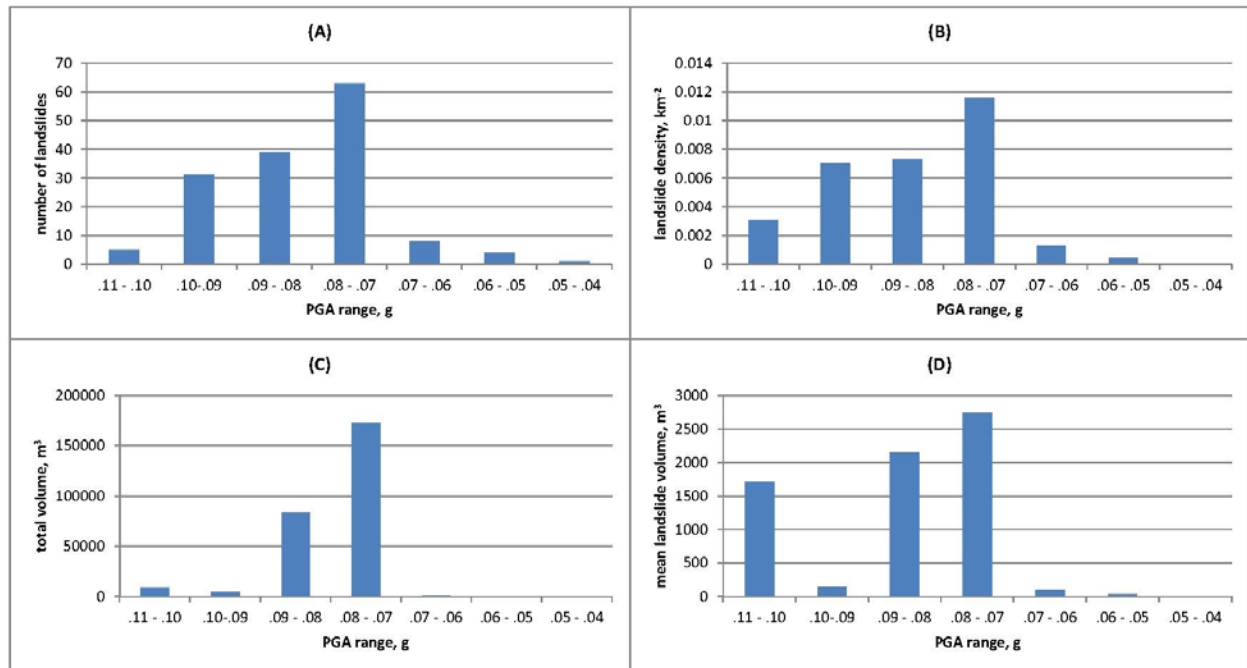 (A)
number of landslides
70
60
50
40
30
20
10
0
.11 - .10 .10-.09 .09 - .08 .08 - .07 .07 - .06 .06 - .05 .05 - .04
PGA range, g
(B)
landslide density, km⁻²
0.014
0.012
0.01
0.008
0.006
0.004
0.002
0
.11 - .10 .10-.09 .09 - .08 .08 - .07 .07 - .06 .06 - .05 .05 - .04
PGA range, g
(C)
total volume, m³
200000
150000
100000
50000
0
.11 - .10 .10-.09 .09 - .08 .08 - .07 .07 - .06 .06 - .05 .05 - .04
PGA range, g
(D)
mean landslide volume, m³
3000
2500
2000
1500
1000
500
0
.11 - .10 .10-.09 .09 - .08 .08 - .07 .07 - .06 .06 - .05 .05 - .04
PGA range, g